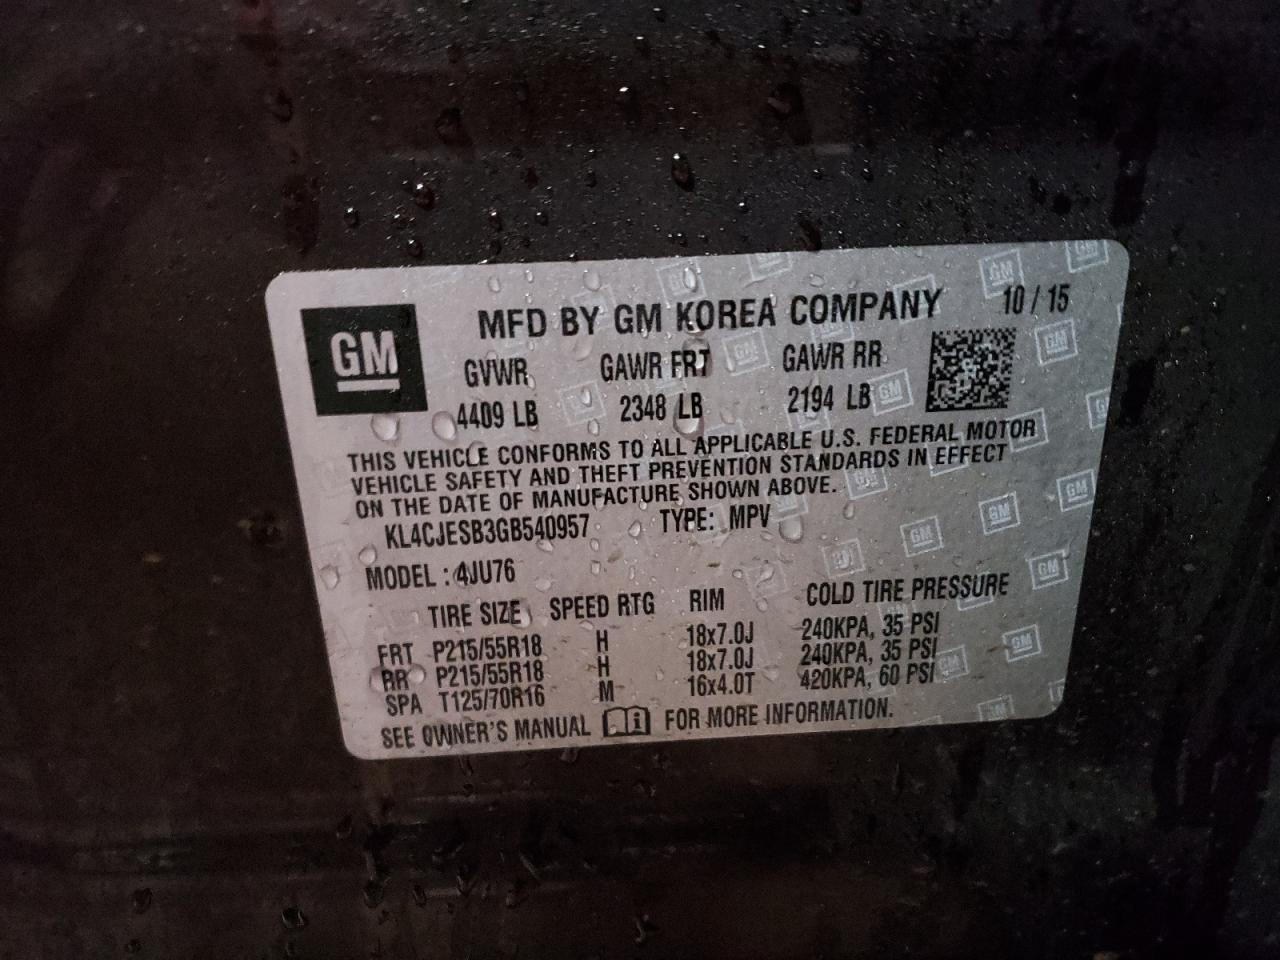 GM
MFD BY GM KOREA COMPANY 10 / 15
GVWR GAWR FRT GAWR RR
4409 LB 2348 LB 2194 LB
THIS VEHICLE CONFORMS TO ALL APPLICABLE U.S. FEDERAL MOTOR
VEHICLE SAFETY AND THEFT PREVENTION STANDARDS IN EFFECT
ON THE DATE OF MANUFACTURE SHOWN ABOVE.
KL4CJESB3GB540957 TYPE: MPV
MODEL : 4JU76
TIRE SIZE SPEED RTG RIM COLD TIRE PRESSURE
FRT P215/55R18 H 18x7.0J 240KPA, 35 PSI
RR P215/55R18 H 18x7.0J 240KPA, 35 PSI
SPA T125/70R16 M 16x4.0T 420KPA, 60 PSI
SEE OWNER'S MANUAL FOR MORE INFORMATION.